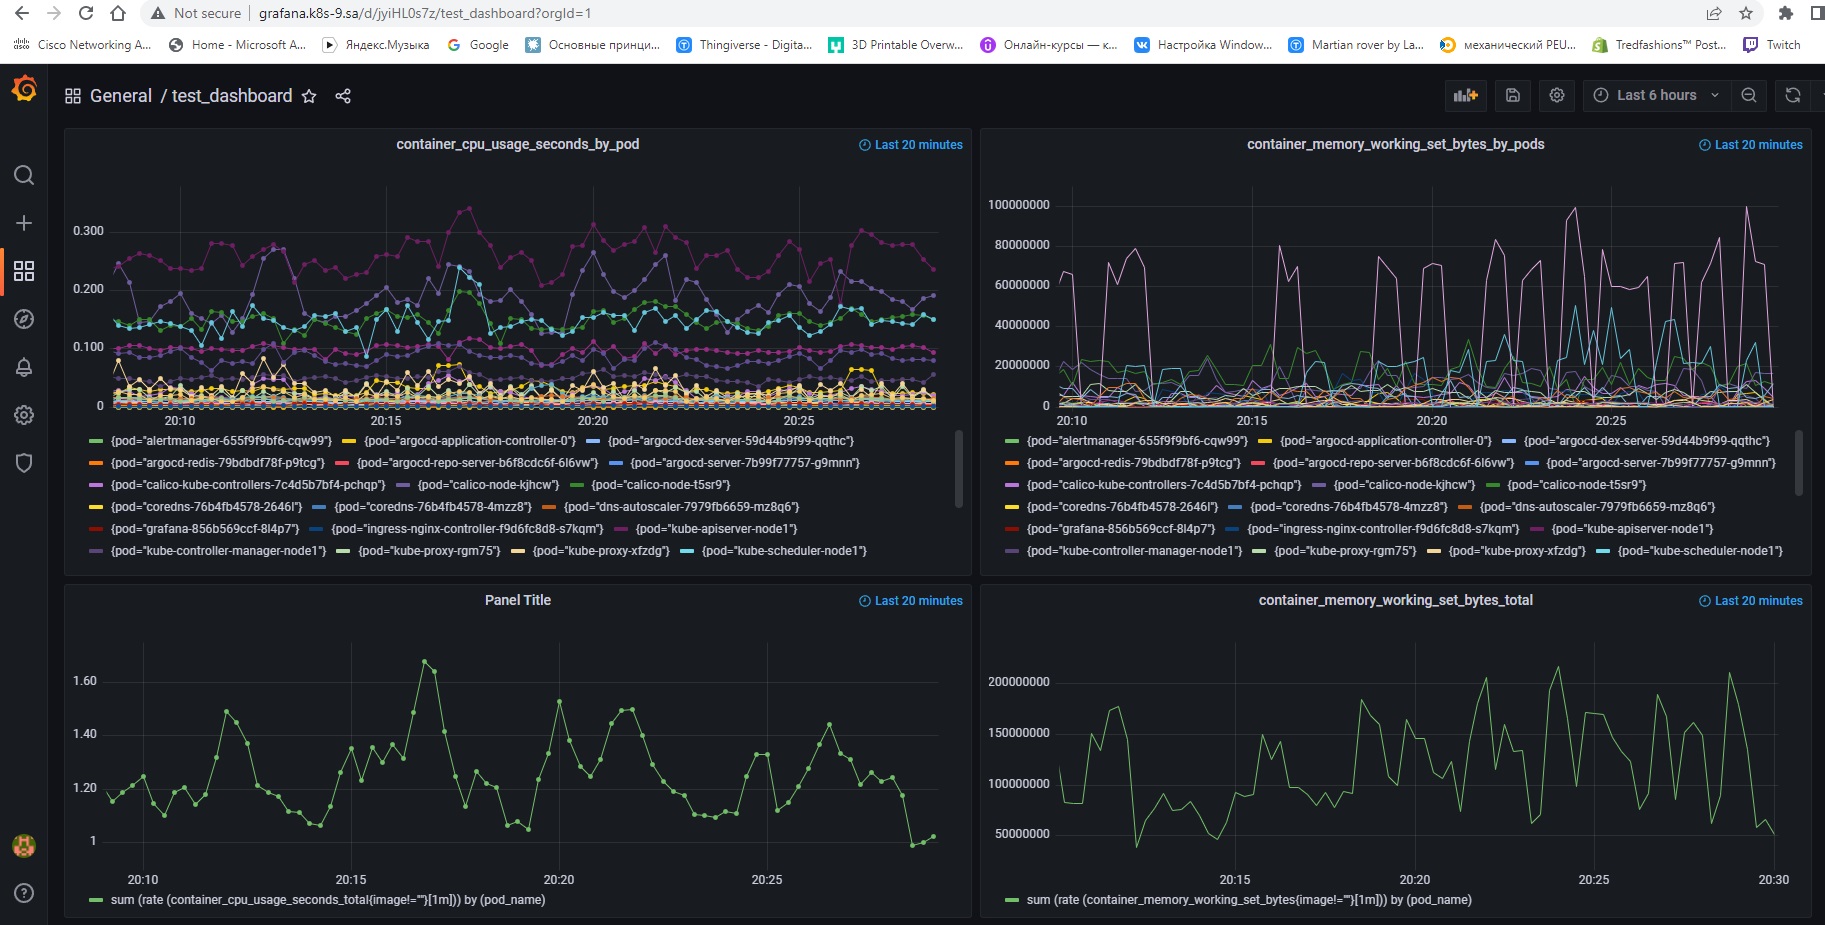 Not secure | grafana.k8s-9.sa/d/jyiHL0s7z/test_dashboard?orgId=1
Cisco Networking A... Home - Microsoft A... Яндекс.Музыка Google Основные принци... Thingiverse - Digita... 3D Printable Overw... Онлайн-курсы — к... Настройка Window... Martian rover by La... механический PEU... Tredfashions™ Post... Twitch
General / test_dashboard Last 6 hours
container_cpu_usage_seconds_by_pod Last 20 minutes
0.300
0.200
0.100
0
20:10 20:15 20:20 20:25
{pod="alertmanager-655f9f9bf6-cqw99"} {pod="argocd-application-controller-0"} {pod="argocd-dex-server-59d44b9f99-qqthc"}
{pod="argocd-redis-79bdbdf78f-p9tcg"} {pod="argocd-repo-server-b6f8cdc6f-6l6vw"} {pod="argocd-server-7b99f77757-g9mnn"}
{pod="calico-kube-controllers-7c4d5b7bf4-pchqp"} {pod="calico-node-kjhcw"} {pod="calico-node-t5sr9"}
{pod="coredns-76b4fb4578-2646l"} {pod="coredns-76b4fb4578-4mzz8"} {pod="dns-autoscaler-7979fb6659-mz8q6"}
{pod="grafana-856b569ccf-8l4p7"} {pod="ingress-nginx-controller-f9d6fc8d8-s7kqm"} {pod="kube-apiserver-node1"}
{pod="kube-controller-manager-node1"} {pod="kube-proxy-rgm75"} {pod="kube-proxy-xfzdg"} {pod="kube-scheduler-node1"}
container_memory_working_set_bytes_by_pods Last 20 minutes
100000000
80000000
60000000
40000000
20000000
0
20:10 20:15 20:20 20:25
{pod="alertmanager-655f9f9bf6-cqw99"} {pod="argocd-application-controller-0"} {pod="argocd-dex-server-59d44b9f99-qqthc"}
{pod="argocd-redis-79bdbdf78f-p9tcg"} {pod="argocd-repo-server-b6f8cdc6f-6l6vw"} {pod="argocd-server-7b99f77757-g9mnn"}
{pod="calico-kube-controllers-7c4d5b7bf4-pchqp"} {pod="calico-node-kjhcw"} {pod="calico-node-t5sr9"}
{pod="coredns-76b4fb4578-2646l"} {pod="coredns-76b4fb4578-4mzz8"} {pod="dns-autoscaler-7979fb6659-mz8q6"}
{pod="grafana-856b569ccf-8l4p7"} {pod="ingress-nginx-controller-f9d6fc8d8-s7kqm"} {pod="kube-apiserver-node1"}
{pod="kube-controller-manager-node1"} {pod="kube-proxy-rgm75"} {pod="kube-proxy-xfzdg"} {pod="kube-scheduler-node1"}
Panel Title Last 20 minutes
1.60
1.40
1.20
1
20:10 20:15 20:20 20:25
sum (rate (container_cpu_usage_seconds_total{image!=""}[1m])) by (pod_name)
container_memory_working_set_bytes_total Last 20 minutes
200000000
150000000
100000000
50000000
20:15 20:20 20:25 20:30
sum (rate (container_memory_working_set_bytes{image!=""}[1m])) by (pod_name)